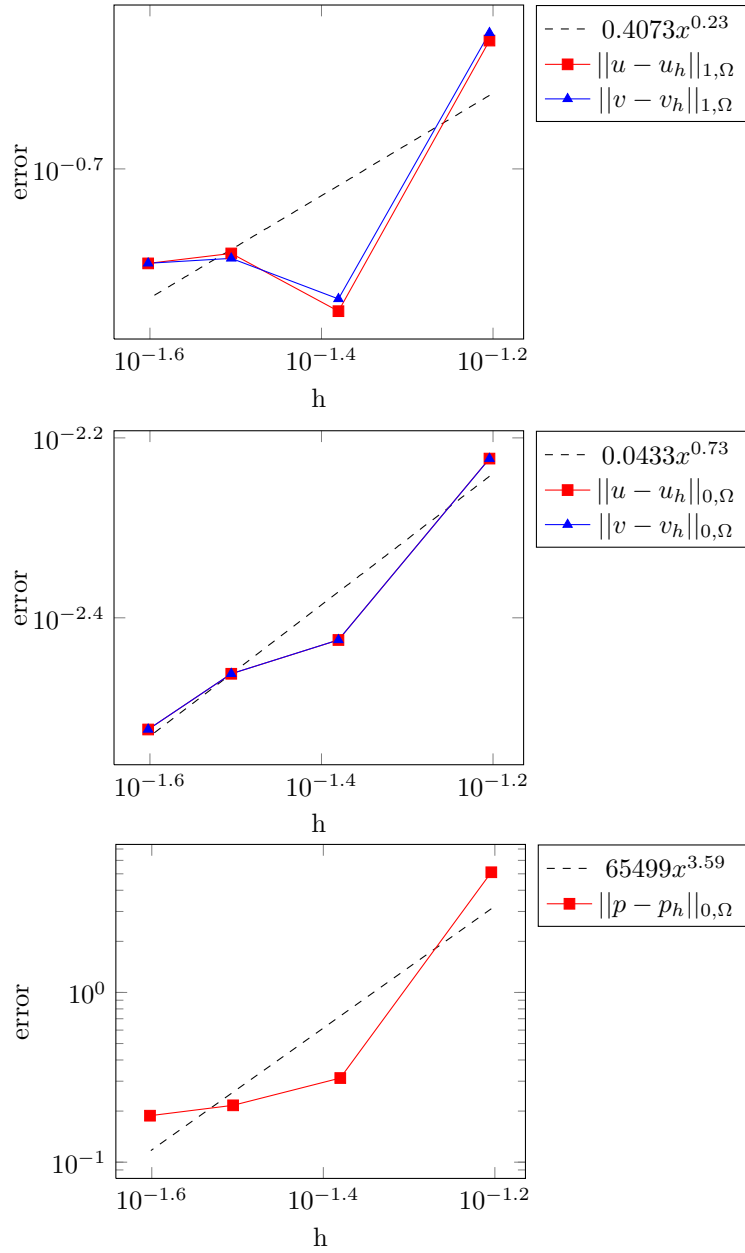 0.4073x^{0.23}
||u − u_h||_{1,Ω}
||v − v_h||_{1,Ω}
10^{−0.7}
error
10^{−1.6} 10^{−1.4} 10^{−1.2}
h
0.0433x^{0.73}
||u − u_h||_{0,Ω}
||v − v_h||_{0,Ω}
10^{−2.2}
10^{−2.4}
error
10^{−1.6} 10^{−1.4} 10^{−1.2}
h
65499x^{3.59}
||p − p_h||_{0,Ω}
10^0
10^{−1}
error
10^{−1.6} 10^{−1.4} 10^{−1.2}
h